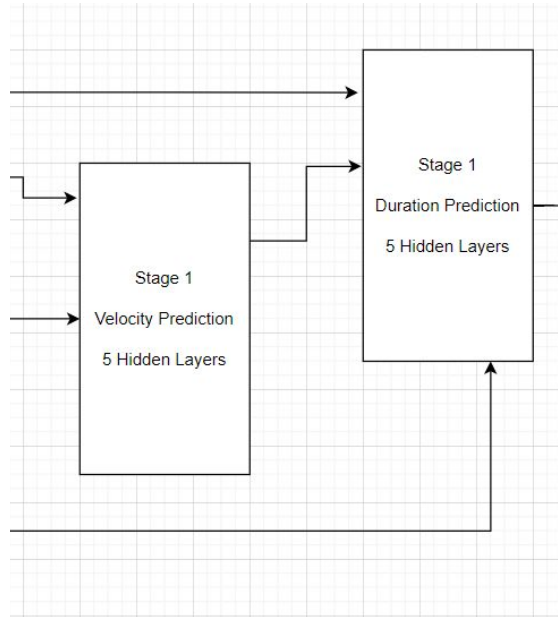 Stage 1
Velocity Prediction
5 Hidden Layers
Stage 1
Duration Prediction
5 Hidden Layers